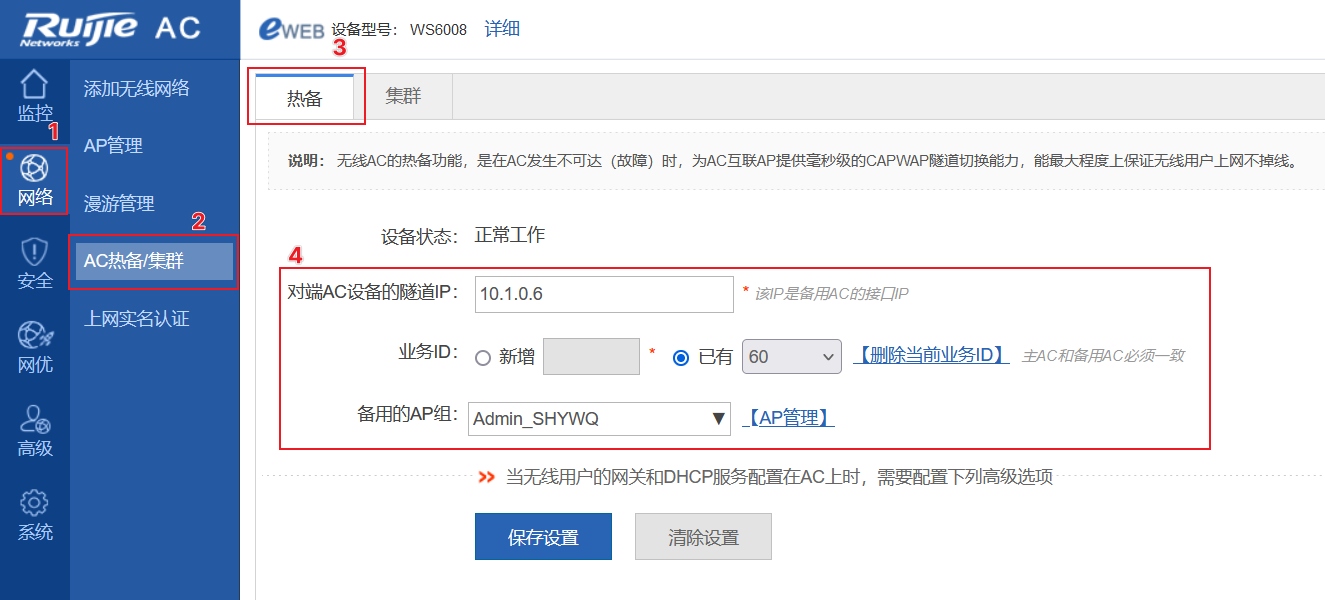 Ruijie Networks AC
eWEB 设备型号： WS6008 详细
3
监控
1
网络
安全
网优
高级
系统
添加无线网络
AP管理
漫游管理
2
AC热备/集群
上网实名认证
热备 集群
说明： 无线AC的热备功能，是在AC发生不可达（故障）时，为AC互联AP提供毫秒级的CAPWAP隧道切换能力，能最大程度上保证无线用户上网不掉线。
设备状态： 正常工作
4
对端AC设备的隧道IP： 10.1.0.6 * 该IP是备用AC的接口IP
业务ID： 新增 * 已有 60 【删除当前业务ID】 主AC和备用AC必须一致
备用的AP组： Admin_SHYWQ ▼ 【AP管理】
» 当无线用户的网关和DHCP服务配置在AC上时，需要配置下列高级选项
保存设置 清除设置